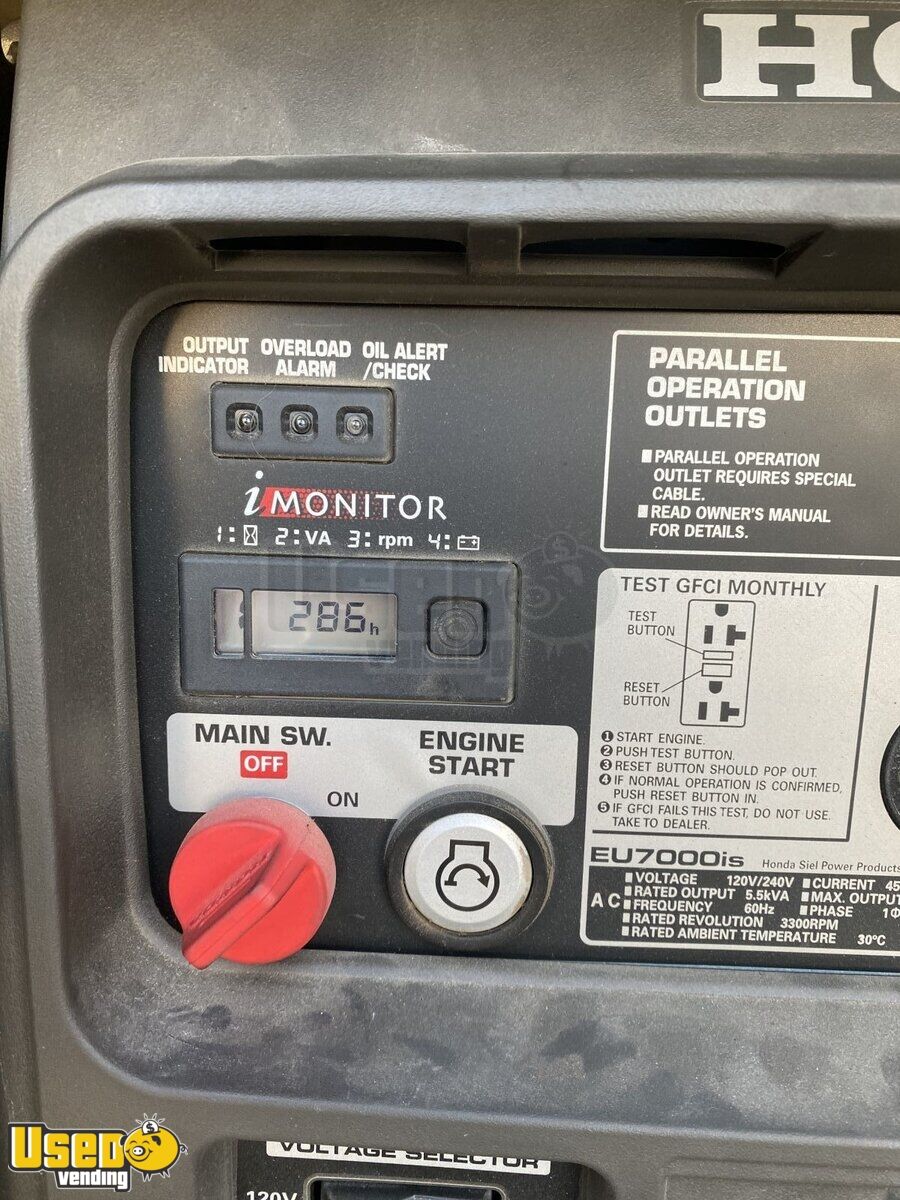 HO
OUTPUT INDICATOR
OVERLOAD ALARM
OIL ALERT /CHECK
iMONITOR
1: 2:VA 3:rpm 4:
286h
MAIN SW.
OFF
ON
ENGINE START
PARALLEL
OPERATION
OUTLETS
PARALLEL OPERATION
OUTLET REQUIRES SPECIAL
CABLE.
READ OWNER'S MANUAL
FOR DETAILS.
TEST GFCI MONTHLY
TEST
BUTTON
RESET
BUTTON
1 START ENGINE.
2 PUSH TEST BUTTON.
3 RESET BUTTON SHOULD POP OUT.
4 IF NORMAL OPERATION IS CONFIRMED,
PUSH RESET BUTTON IN.
5 IF GFCI FAILS THIS TEST, DO NOT USE.
TAKE TO DEALER.
EU7000is Honda Siel Power Products
AC
VOLTAGE 120V/240V CURRENT 45
RATED OUTPUT 5.5kVA MAX. OUTPUT
FREQUENCY 60Hz PHASE 1Φ
RATED REVOLUTION 3300RPM
RATED AMBIENT TEMPERATURE 30°C
VOLTAGE SELECTOR
120V
USED
vending